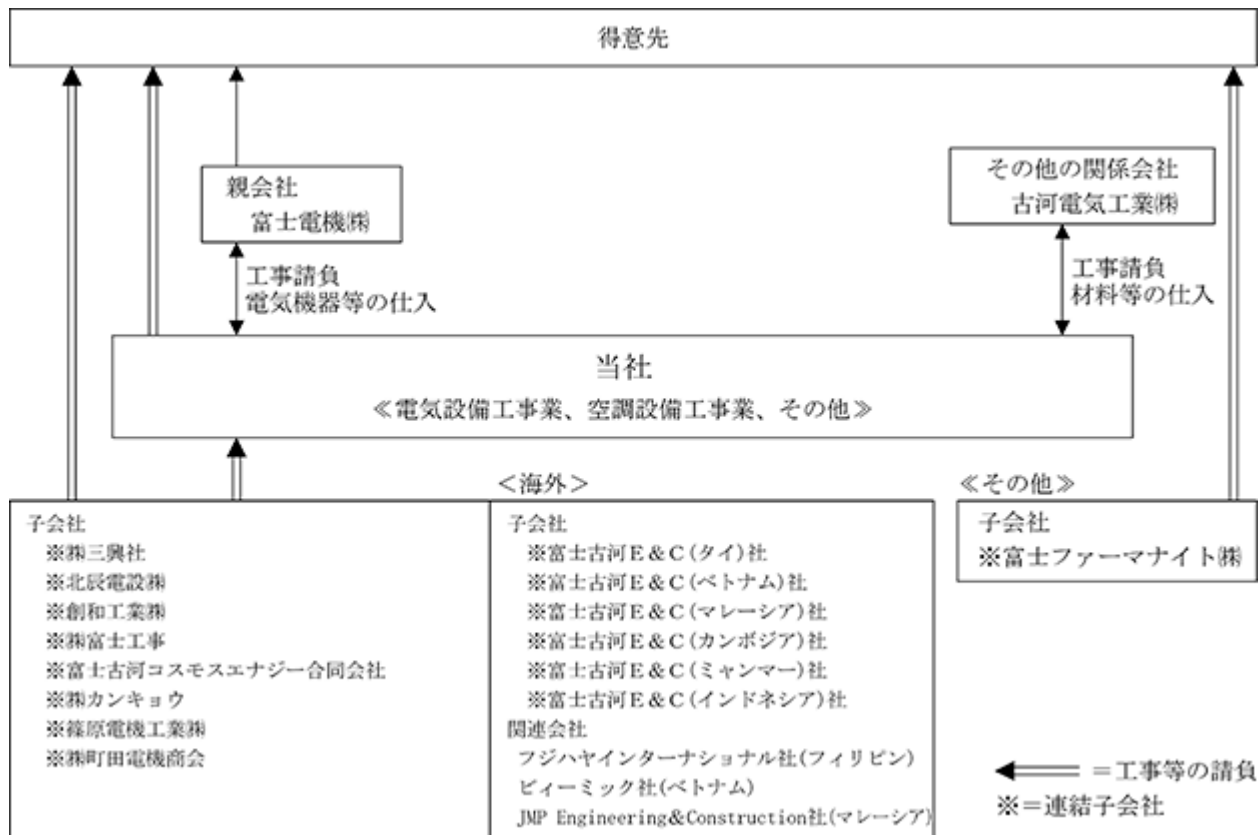 得意先
親会社
富士電機㈱
その他の関係会社
古河電気工業㈱
工事請負
電気機器等の仕入
工事請負
材料等の仕入
当社
≪電気設備工事業、空調設備工事業、その他≫
子会社
※㈱三興社
※北辰電設㈱
※創和工業㈱
※㈱富士工事
※富士古河コスモスエナジー合同会社
※㈱カンキョウ
※篠原電機工業㈱
※㈱町田電機商会
＜海外＞
子会社
※富士古河Ｅ＆Ｃ(タイ)社
※富士古河Ｅ＆Ｃ(ベトナム)社
※富士古河Ｅ＆Ｃ(マレーシア)社
※富士古河Ｅ＆Ｃ(カンボジア)社
※富士古河Ｅ＆Ｃ(ミャンマー)社
※富士古河Ｅ＆Ｃ(インドネシア)社
関連会社
フジハヤインターナショナル社(フィリピン)
ビィーミック社(ベトナム)
JMP Engineering&Construction社(マレーシア)
≪その他≫
子会社
※富士ファーマナイト㈱
＝工事等の請負
※＝連結子会社